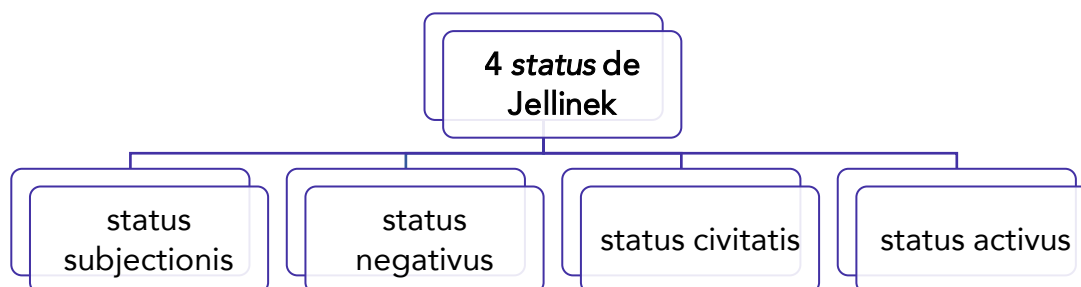 4 status de
Jellinek
status
subjectionis
status
negativus
status civitatis
status activus